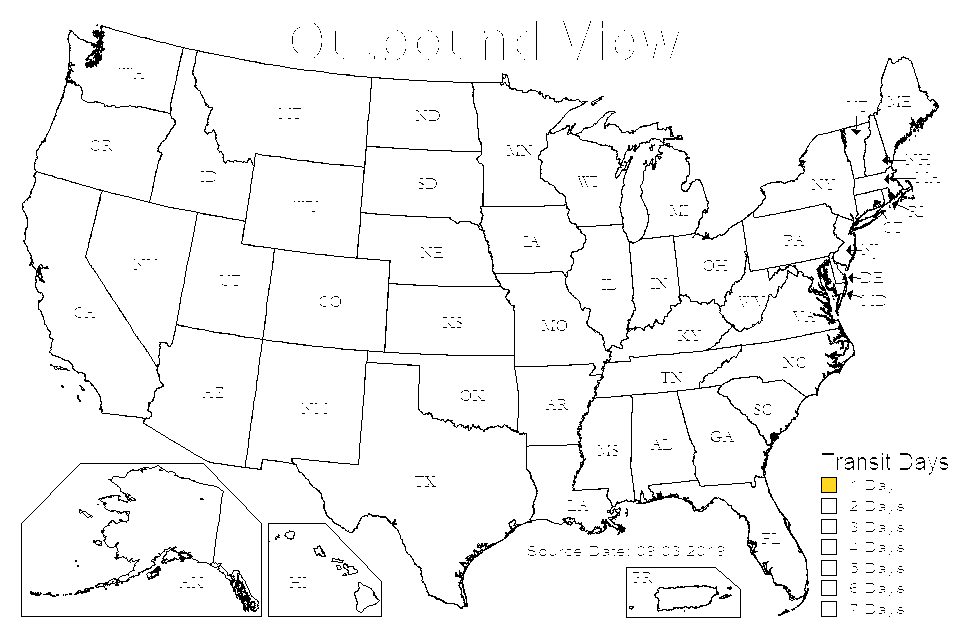 Outbound View
WA
MT
ND
MN
ME
OR
ID
SD
WI
MI
NY
NH
WY
RI
CT
NV
UT
NE
IA
PA
NJ
CO
IL
IN
OH
DE
MD
CA
KS
MO
KY
WV
VA
AZ
NM
OK
AR
TN
NC
SC
MS
AL
GA
TX
LA
FL
AK
HI
PR
Source Date: 09.03.2019
Transit Days
1 Day
2 Days
3 Days
4 Days
5 Days
6 Days
7 Days